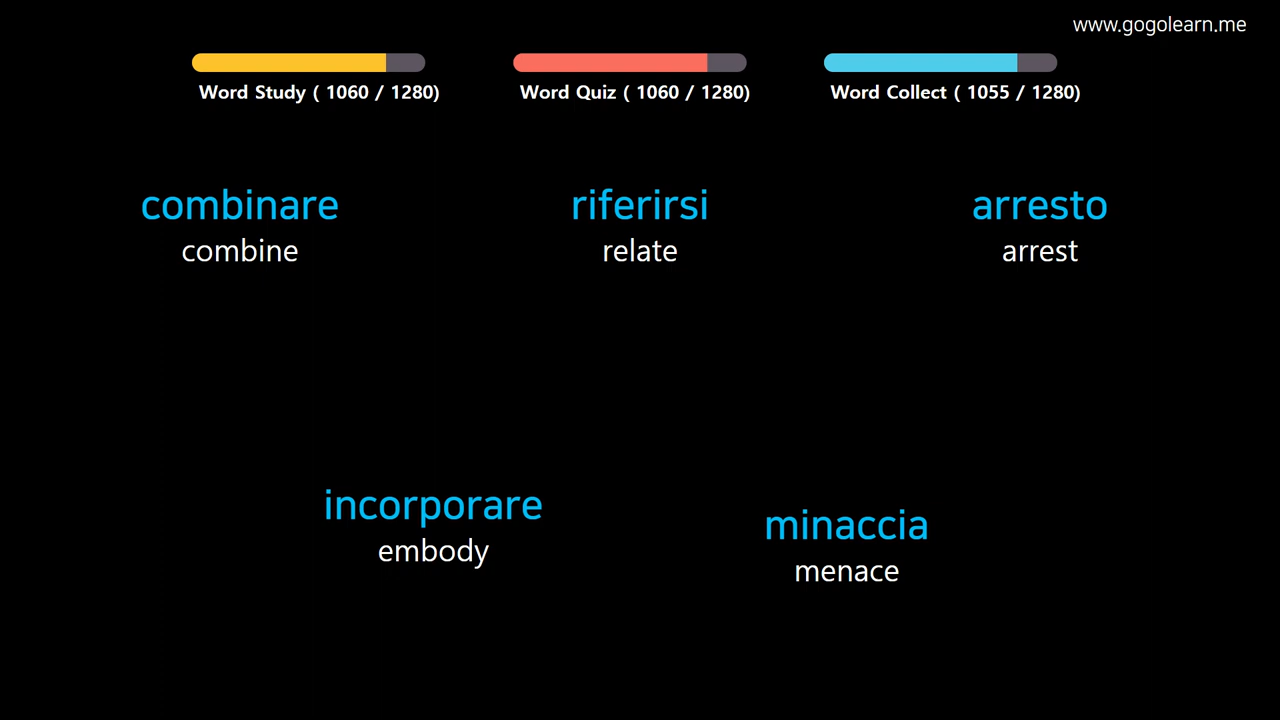 www.gogolearn.me
Word Study ( 1060 / 1280)
Word Quiz ( 1060 / 1280)
Word Collect ( 1055 / 1280)
combinare
combine
riferirsi
relate
arresto
arrest
incorporare
embody
minaccia
menace